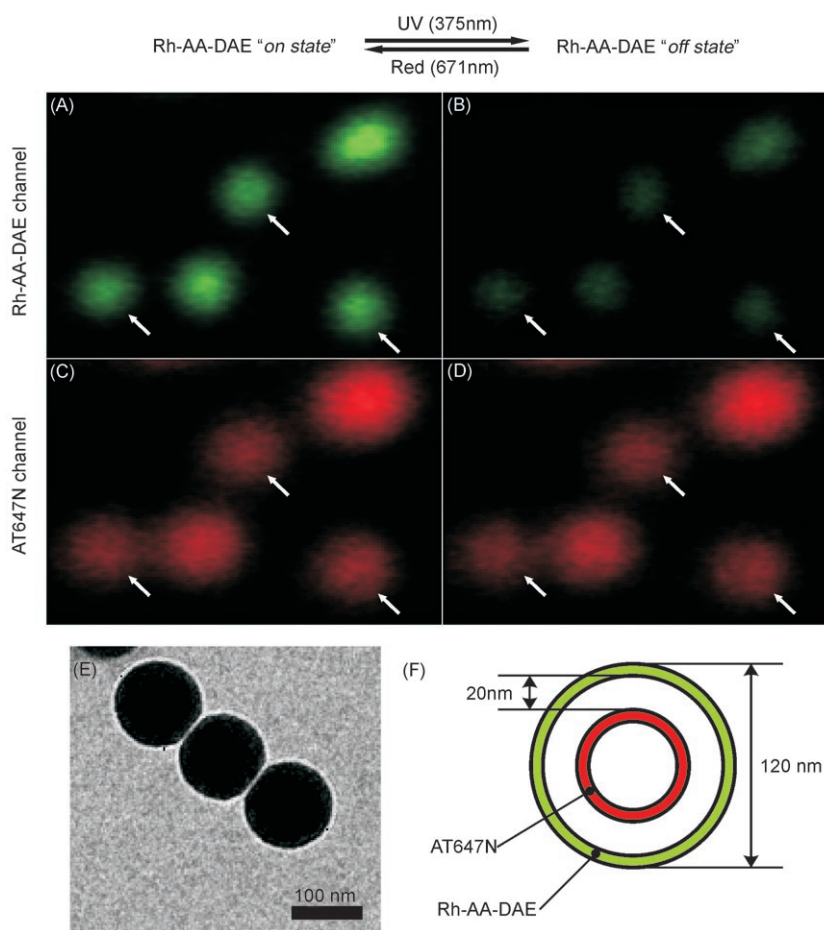 UV (375nm)
Rh-AA-DAE "on state" Rh-AA-DAE "off state"
Red (671nm)
(A) (B)
Rh-AA-DAE channel
(C) (D)
AT647N channel
(E) (F)
20nm
120 nm
AT647N
100 nm
Rh-AA-DAE